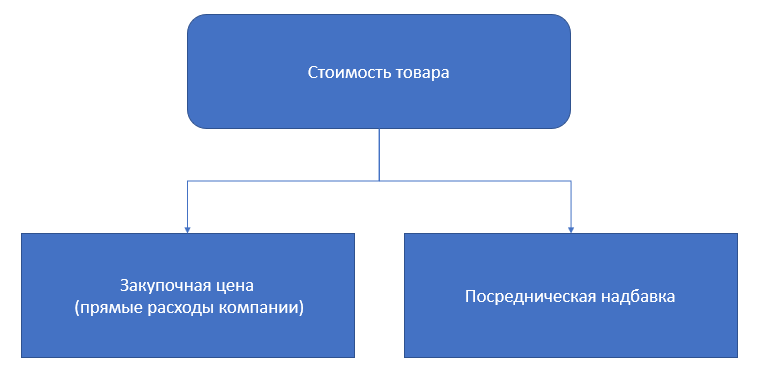 Стоимость товара
Закупочная цена
(прямые расходы компании)
Посредническая надбавка